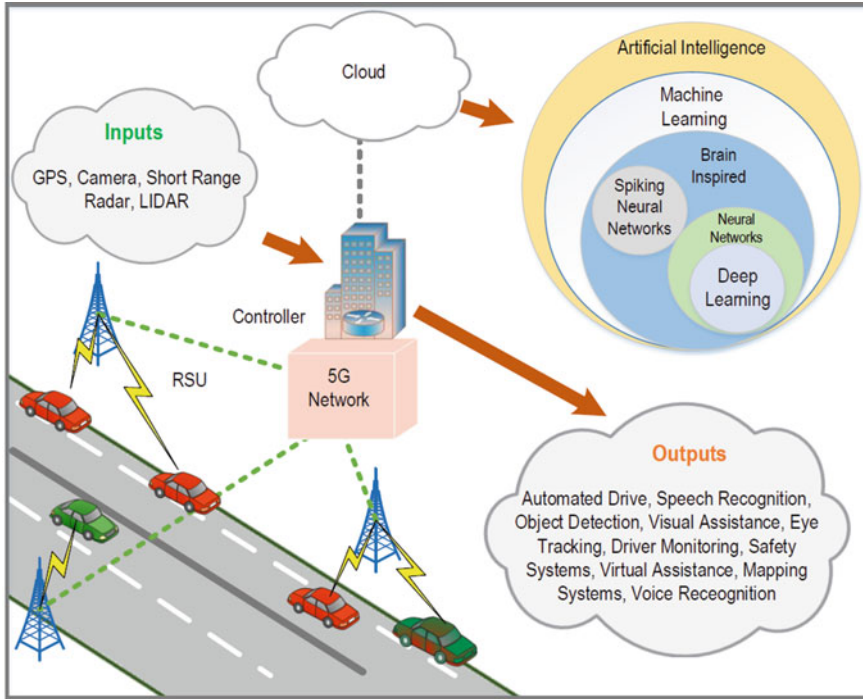 Cloud
Artificial Intelligence
Machine
Learning
Brain
Inspired
Spiking
Neural
Networks
Neural
Networks
Deep
Learning
Inputs
GPS, Camera, Short Range
Radar, LIDAR
Controller
RSU
5G
Network
Outputs
Automated Drive, Speech Recognition,
Object Detection, Visual Assistance, Eye
Tracking, Driver Monitoring, Safety
Systems, Virtual Assistance, Mapping
Systems, Voice Receognition